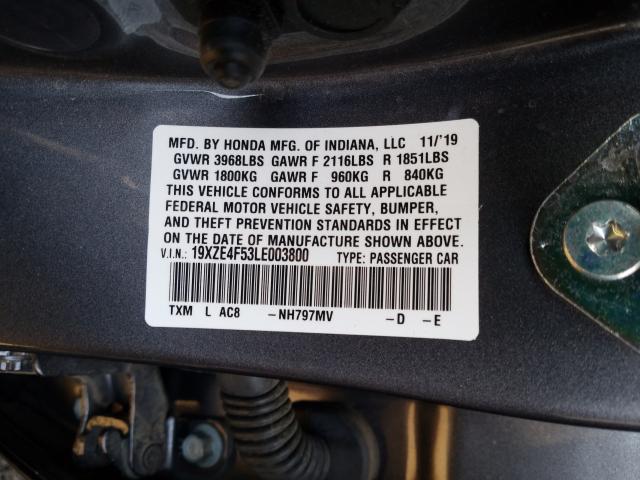 MFD. BY HONDA MFG. OF INDIANA, LLC 11/'19
GVWR 3968LBS GAWR F 2116LBS R 1851LBS
GVWR 1800KG GAWR F 960KG R 840KG
THIS VEHICLE CONFORMS TO ALL APPLICABLE
FEDERAL MOTOR VEHICLE SAFETY, BUMPER,
AND THEFT PREVENTION STANDARDS IN EFFECT
ON THE DATE OF MANUFACTURE SHOWN ABOVE.
V.I.N.: 19XZE4F53LE003800 TYPE: PASSENGER CAR
TXM L AC8 -NH797MV -D -E